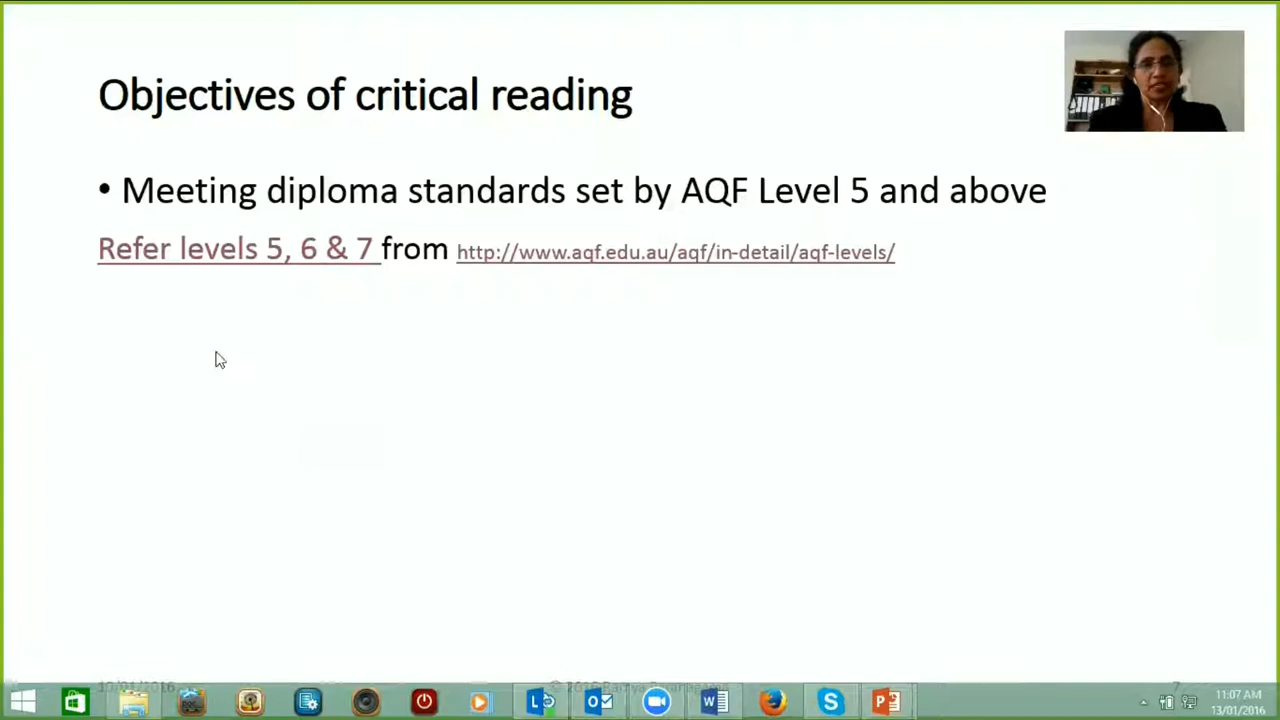 Objectives of critical reading
• Meeting diploma standards set by AQF Level 5 and above
Refer levels 5, 6 & 7 from http://www.aqf.edu.au/aqf/in-detail/aqf-levels/
7
11:07 AM
13/01/2016